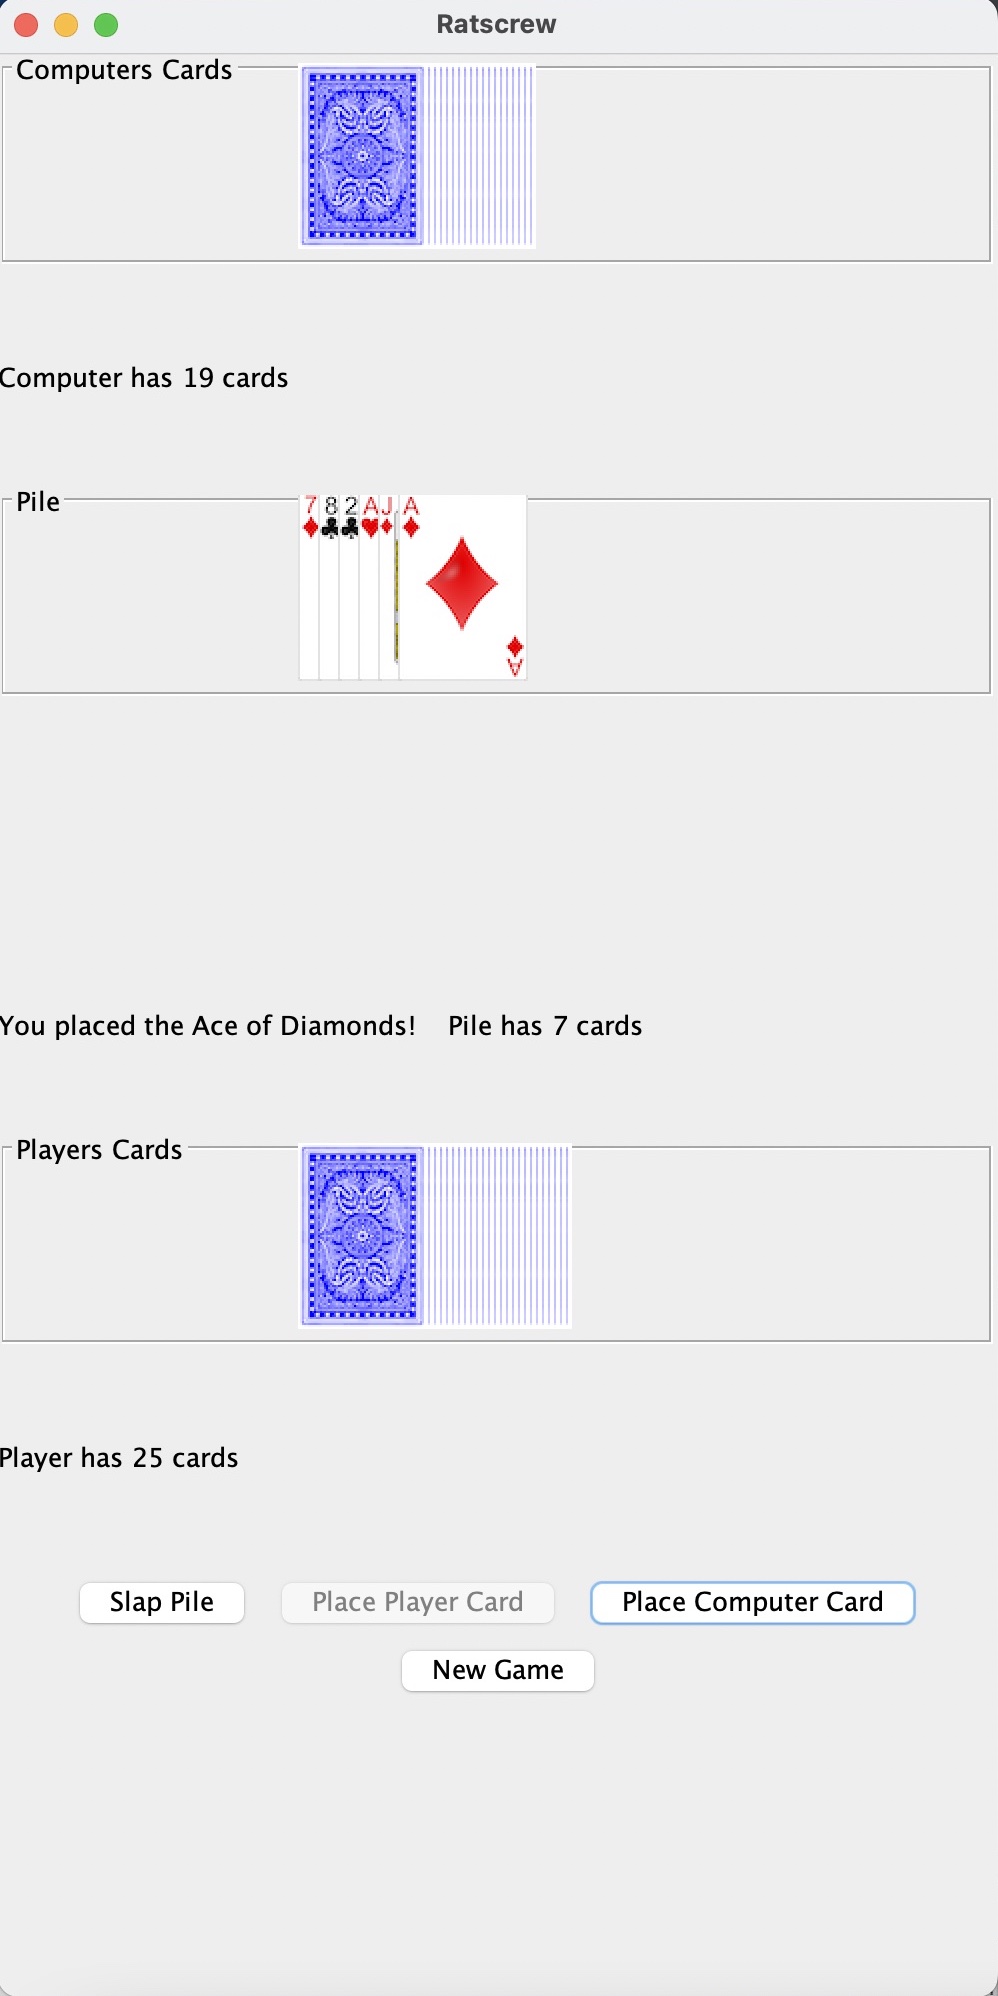 Ratscrew
Computers Cards
Computer has 19 cards
Pile
7 8 2 A J A
A
You placed the Ace of Diamonds! Pile has 7 cards
Players Cards
Player has 25 cards
Slap Pile Place Player Card Place Computer Card
New Game